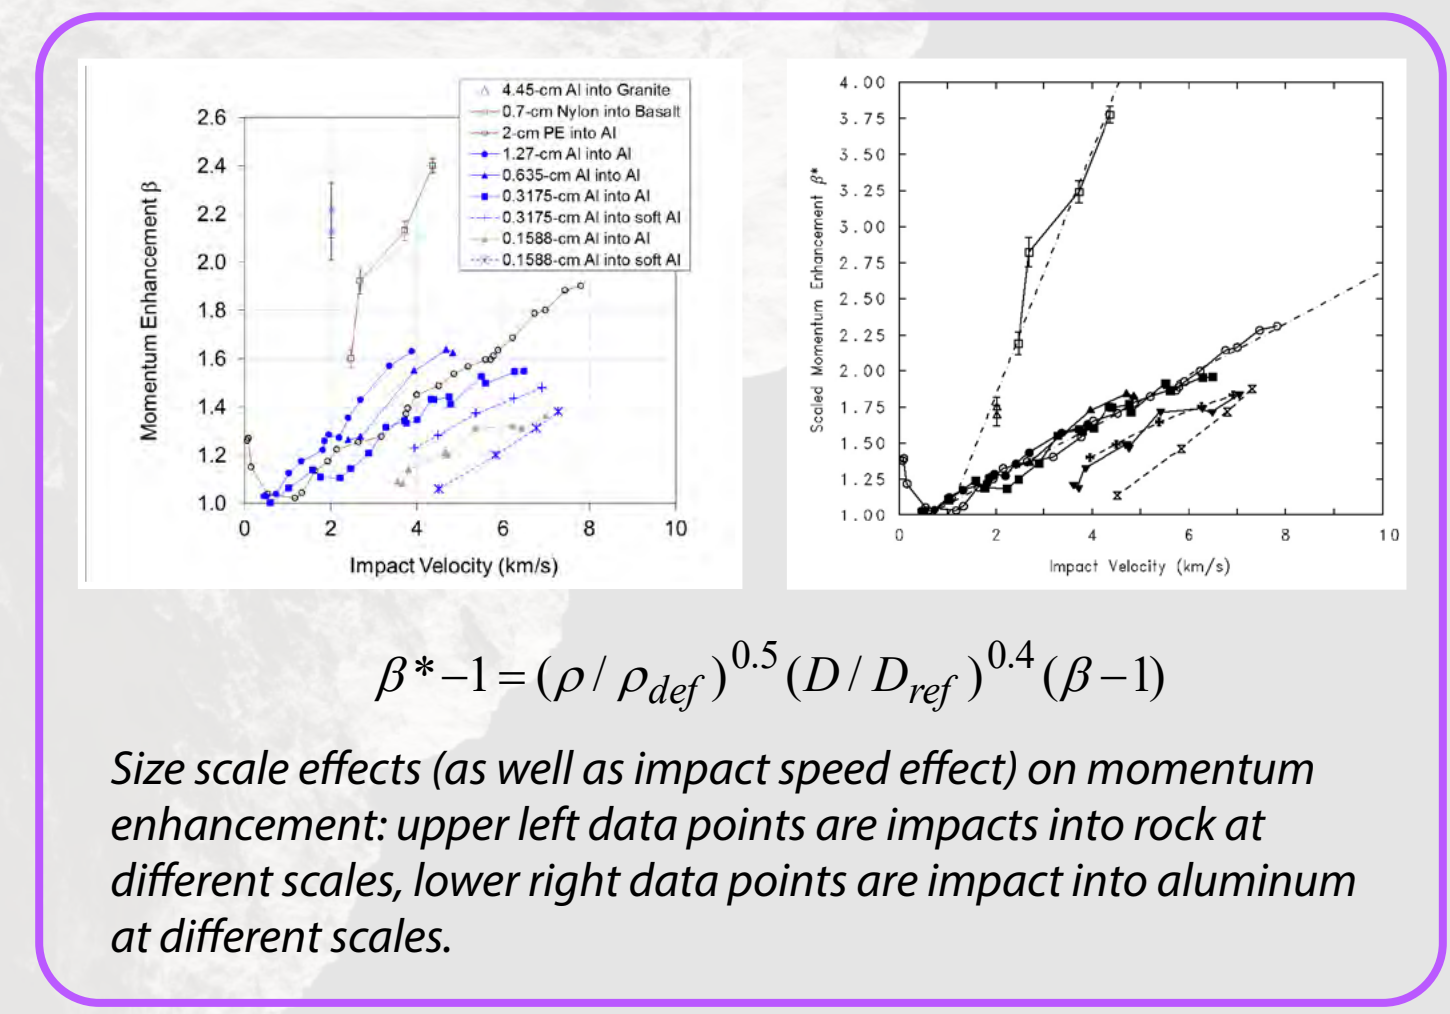 4.45-cm Al into Granite
0.7-cm Nylon into Basalt
2-cm PE into Al
1.27-cm Al into Al
0.635-cm Al into Al
0.3175-cm Al into Al
0.3175-cm Al into soft Al
0.1588-cm Al into Al
0.1588-cm Al into soft Al
Momentum Enhancement β
2.6
2.4
2.2
2.0
1.8
1.6
1.4
1.2
1.0
0 2 4 6 8 10
Impact Velocity (km/s)
Scaled Momentum Enhancement β*
4.00
3.75
3.50
3.25
3.00
2.75
2.50
2.25
2.00
1.75
1.50
1.25
1.00
0 2 4 6 8 10
Impact Velocity (km/s)
β*−1=(ρ/ρdef)0.5(D/Dref)0.4(β−1)
Size scale effects (as well as impact speed effect) on momentum
enhancement: upper left data points are impacts into rock at
different scales, lower right data points are impact into aluminum
at different scales.